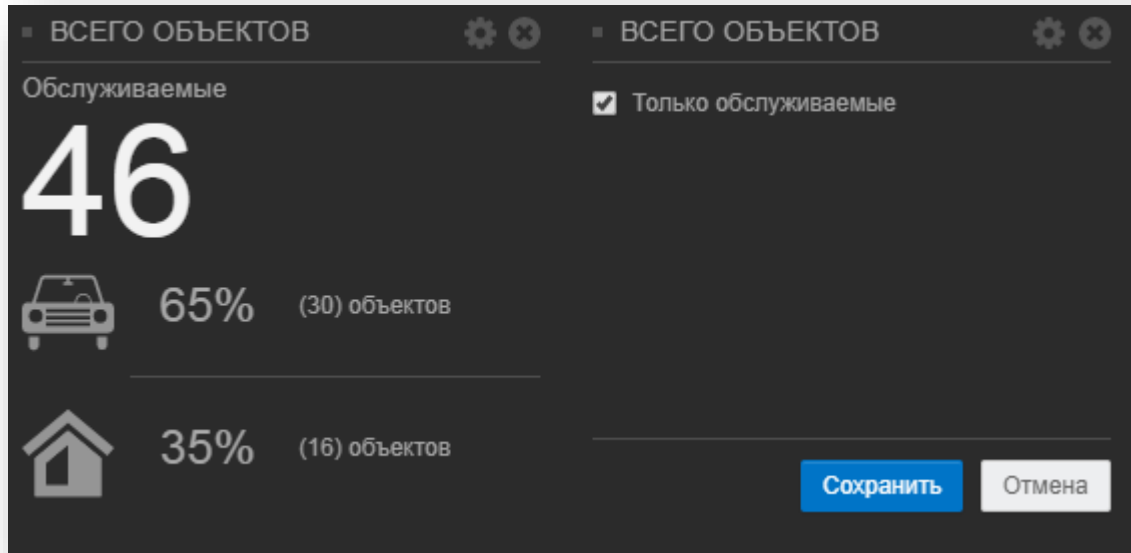 ВСЕГО ОБЪЕКТОВ
Обслуживаемые
46
65% (30) объектов
35% (16) объектов
ВСЕГО ОБЪЕКТОВ
Только обслуживаемые
Сохранить Отмена